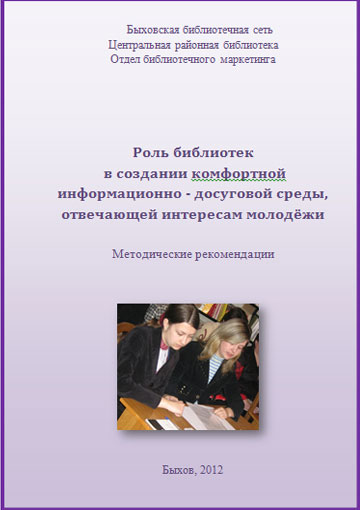 Быховская библиотечная сеть
Центральная районная библиотека
Отдел библиотечного маркетинга
Роль библиотек
в создании комфортной
информационно - досуговой среды,
отвечающей интересам молодёжи
Методические рекомендации
Быхов, 2012